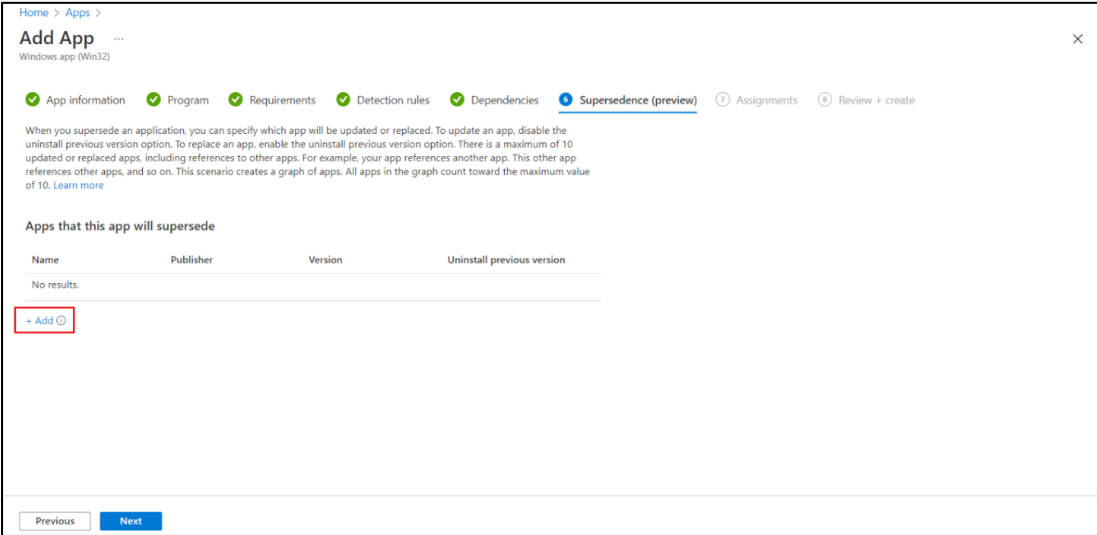 Home > Apps >
Add App ...
Windows app (Win32)
App information Program Requirements Detection rules Dependencies 6 Supersedence (preview) 7 Assignments 8 Review + create
When you supersede an application, you can specify which app will be updated or replaced. To update an app, disable the
uninstall previous version option. To replace an app, enable the uninstall previous version option. There is a maximum of 10
updated or replaced apps, including references to other apps. For example, your app references another app. This other app
references other apps, and so on. This scenario creates a graph of apps. All apps in the graph count toward the maximum value
of 10. Learn more
Apps that this app will supersede
Name Publisher Version Uninstall previous version
No results.
+ Add
Previous Next